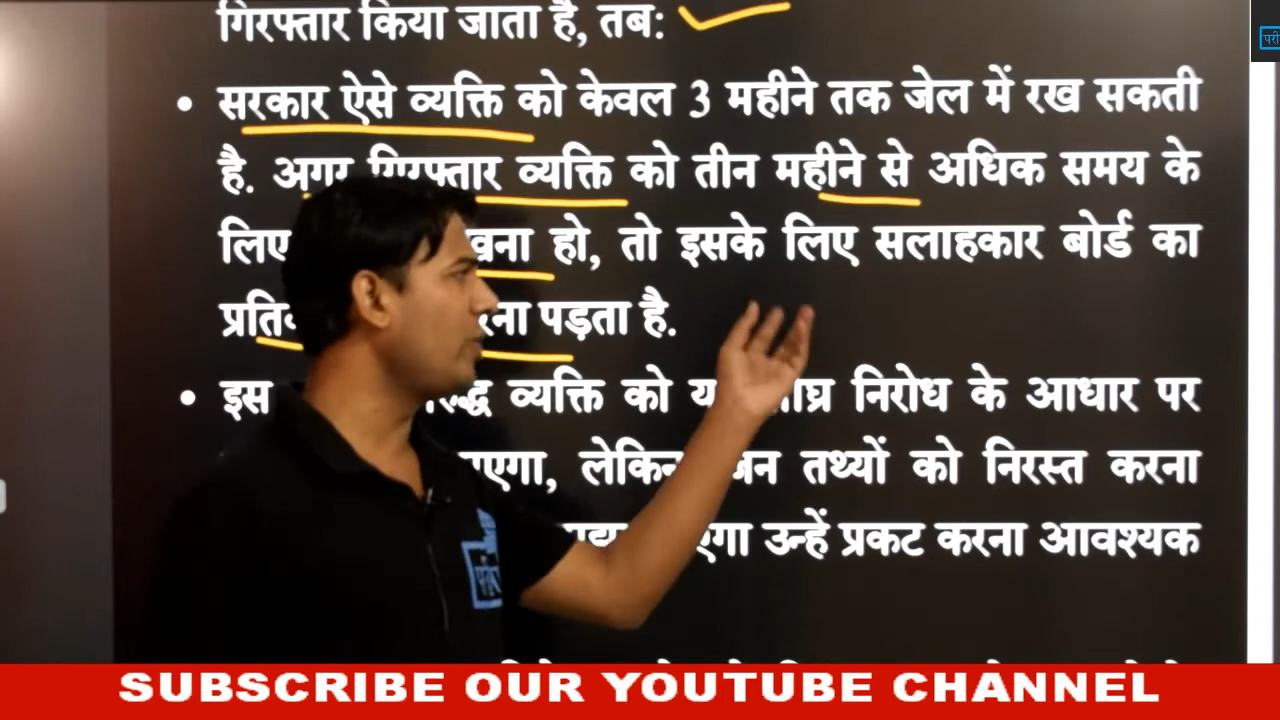 गिरफ्तार किया जाता है, तब:
• सरकार ऐसे व्यक्ति को केवल 3 महीने तक जेल में रख सकती
है. अगर गिरफ्तार व्यक्ति को तीन महीने से अधिक समय के
लिए हो, तो इसके लिए सलाहकार बोर्ड का
पड़ता है.
• इस व्यक्ति को निरोध के आधार पर
लेकिन तथ्यों को निरस्त करना
उन्हें प्रकट करना आवश्यक
SUBSCRIBE OUR YOUTUBE CHANNEL